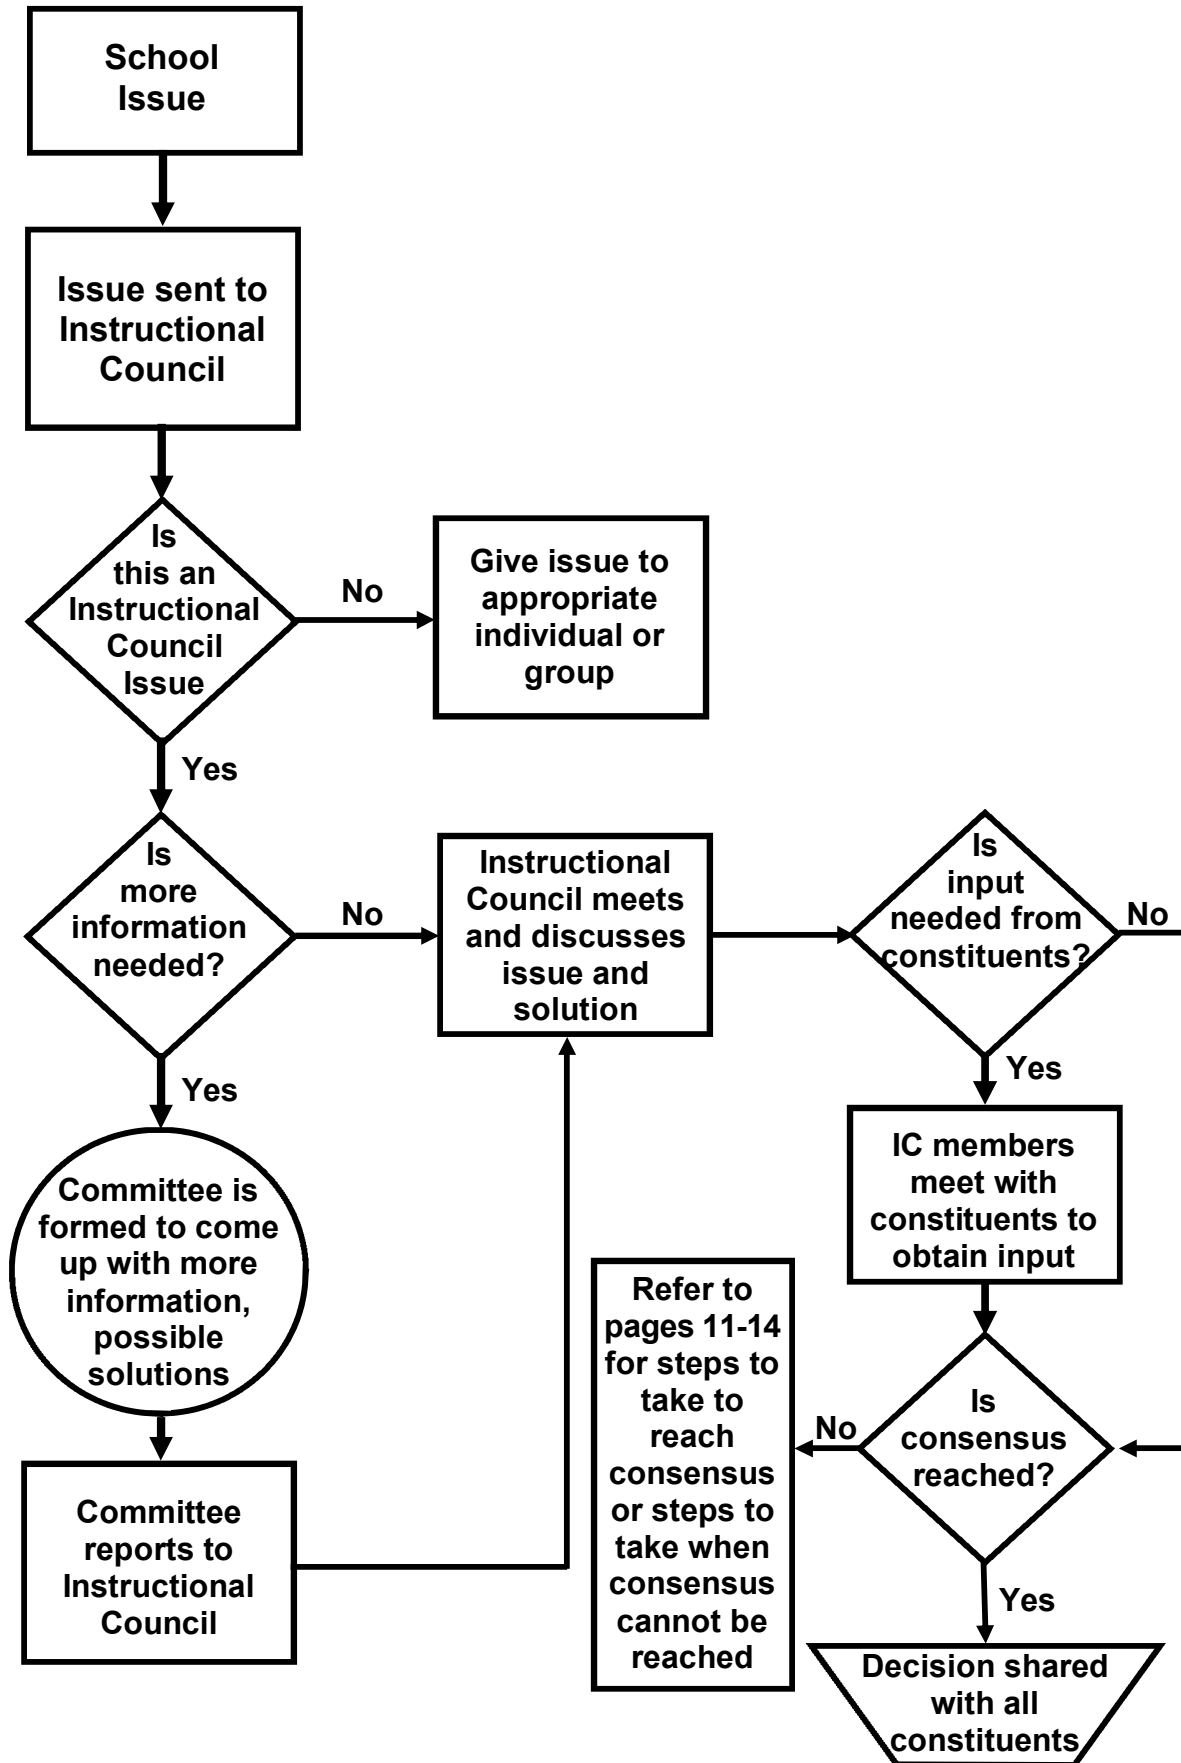 School
Issue
Issue sent to
Instructional
Council
Is
this an
Instructional
Council
Issue
No
Give issue to
appropriate
individual or
group
Yes
Is
more
information
needed?
No
Instructional
Council meets
and discusses
issue and
solution
Is
input
needed from
constituents?
No
Yes
Committee is
formed to come
up with more
information,
possible
solutions
Committee
reports to
Instructional
Council
Yes
IC members
meet with
constituents to
obtain input
Is
consensus
reached?
No
Refer to
pages 11-14
for steps to
take to
reach
consensus
or steps to
take when
consensus
cannot be
reached
Yes
Decision shared
with all
constituents